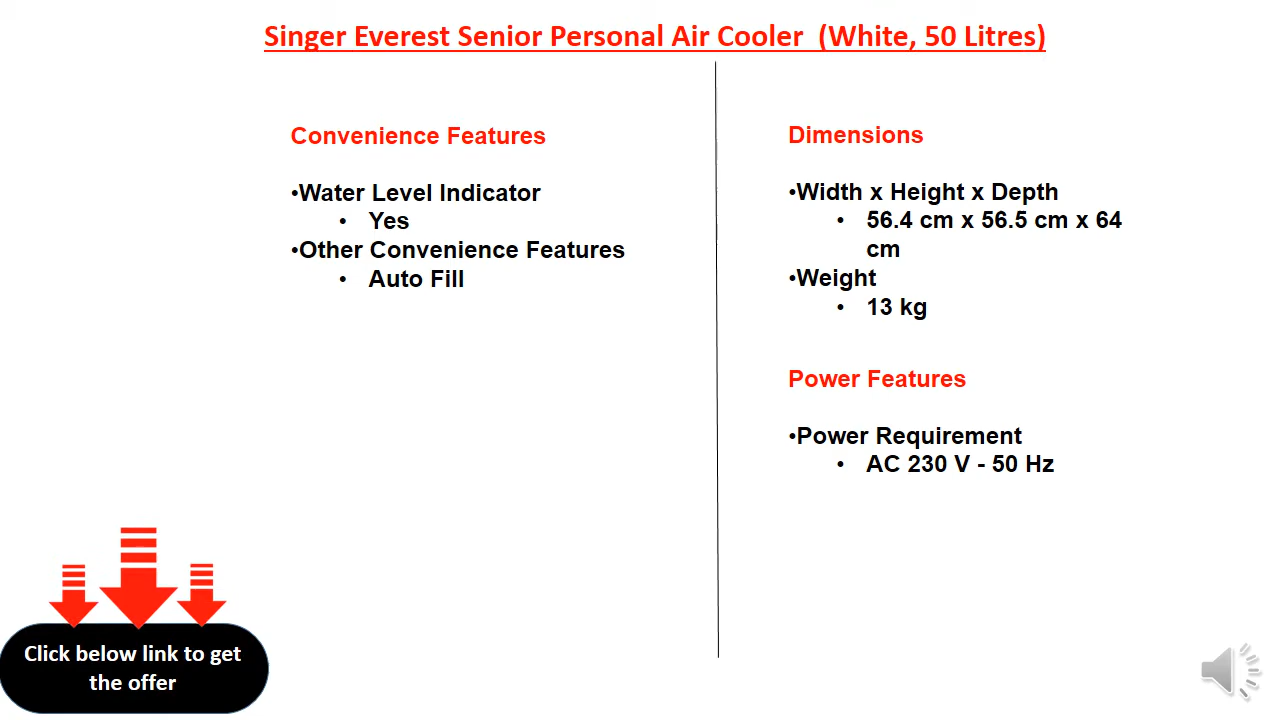 Singer Everest Senior Personal Air Cooler  (White, 50 Litres)
Convenience Features
•Water Level Indicator
• Yes
•Other Convenience Features
• Auto Fill
Dimensions
•Width x Height x Depth
• 56.4 cm x 56.5 cm x 64
cm
•Weight
• 13 kg
Power Features
•Power Requirement
• AC 230 V - 50 Hz
Click below link to get
the offer